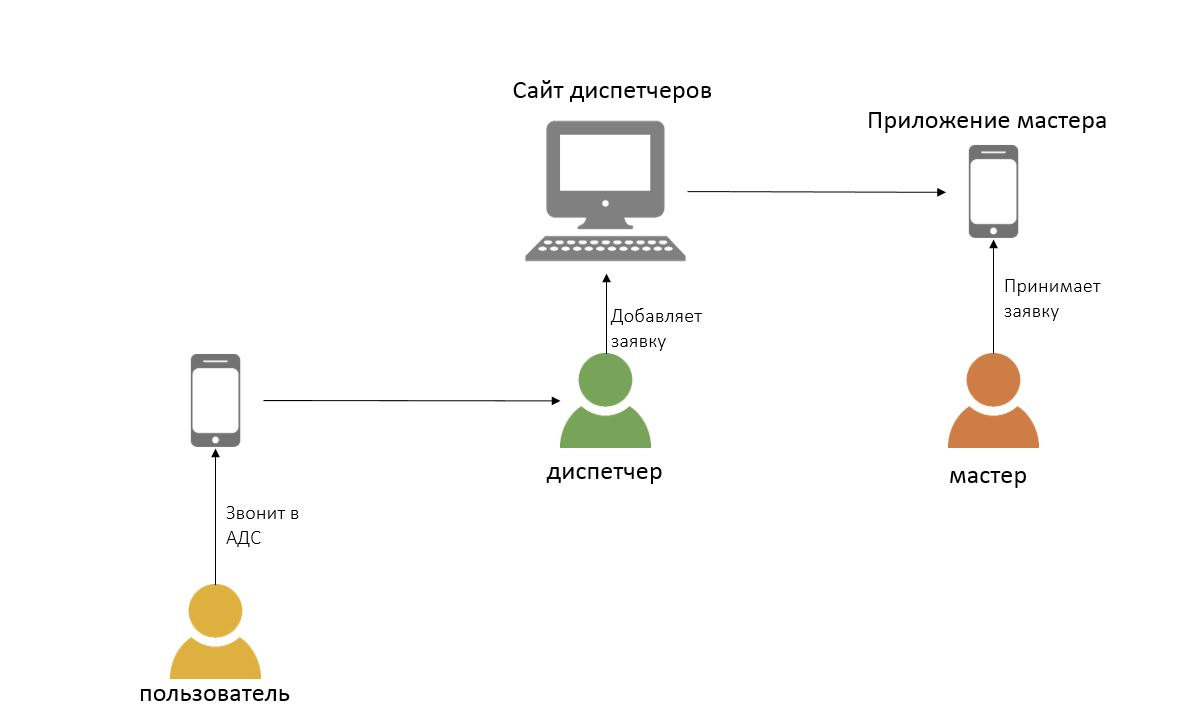 Сайт диспетчеров
Приложение мастера
Принимает
заявку
Добавляет
заявку
диспетчер
мастер
Звонит в
АДС
пользователь